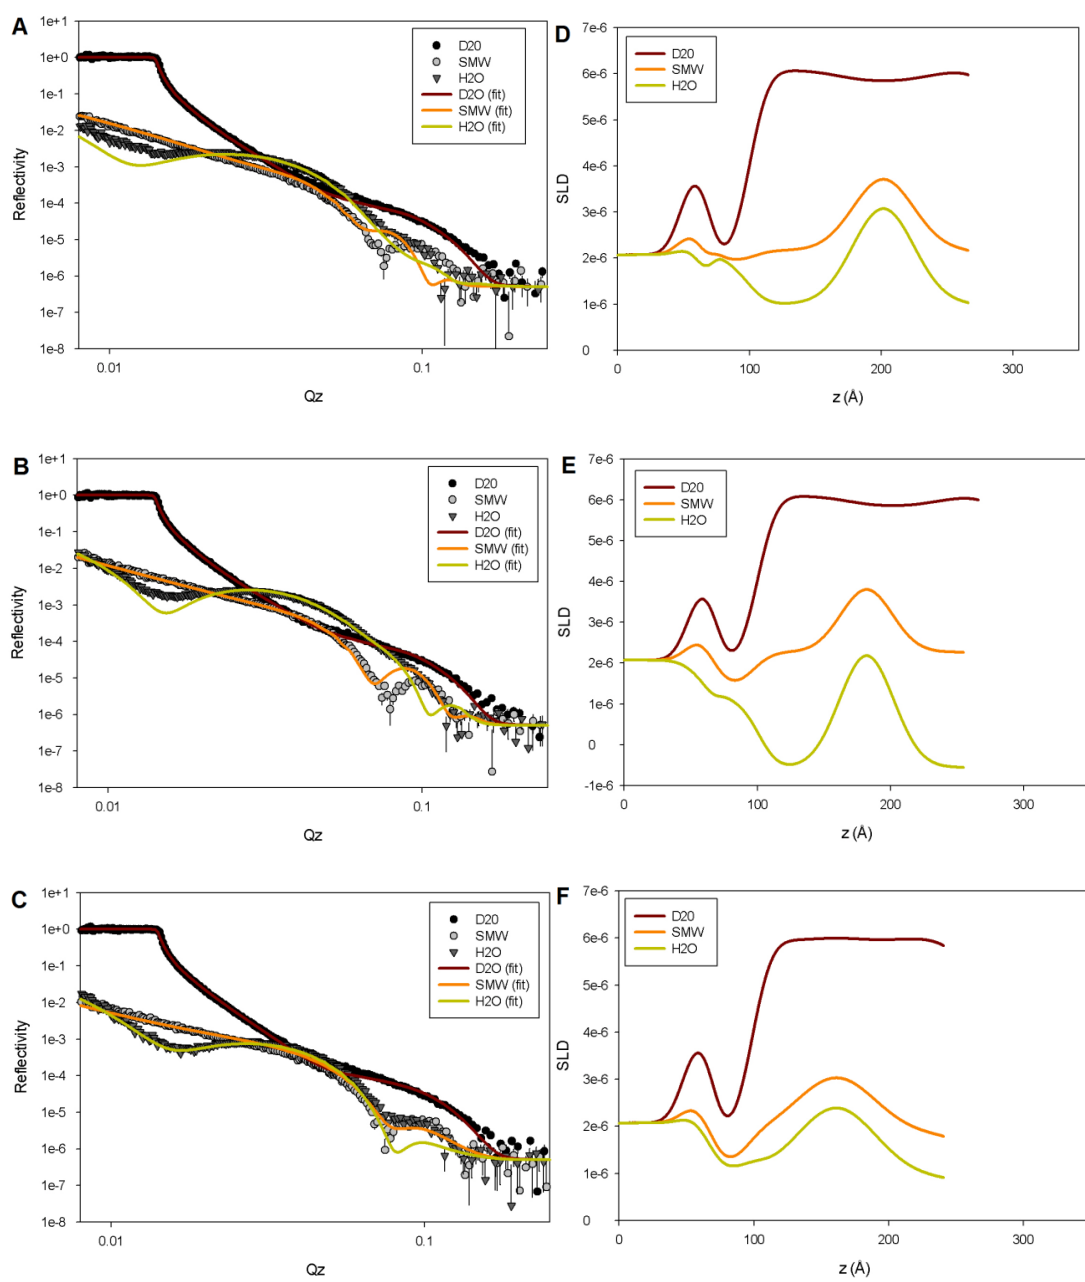 A
1e+1
1e+0
1e-1
1e-2
1e-3
1e-4
1e-5
1e-6
1e-7
1e-8
Reflectivity
0.01
0.1
Qz
D20
SMW
H2O
D2O (fit)
SMW (fit)
H2O (fit)
D
7e-6
6e-6
5e-6
4e-6
3e-6
2e-6
1e-6
0
SLD
0
100
200
300
z (Å)
D20
SMW
H2O
B
1e+1
1e+0
1e-1
1e-2
1e-3
1e-4
1e-5
1e-6
1e-7
1e-8
Reflectivity
0.01
0.1
Qz
D20
SMW
H2O
D2O (fit)
SMW (fit)
H2O (fit)
E
7e-6
6e-6
5e-6
4e-6
3e-6
2e-6
1e-6
0
-1e-6
SLD
0
100
200
300
z (Å)
D20
SMW
H2O
C
1e+1
1e+0
1e-1
1e-2
1e-3
1e-4
1e-5
1e-6
1e-7
1e-8
Reflectivity
0.01
0.1
Qz
D20
SMW
H2O
D2O (fit)
SMW (fit)
H2O (fit)
F
7e-6
6e-6
5e-6
4e-6
3e-6
2e-6
1e-6
0
SLD
0
100
200
300
z (Å)
D20
SMW
H2O